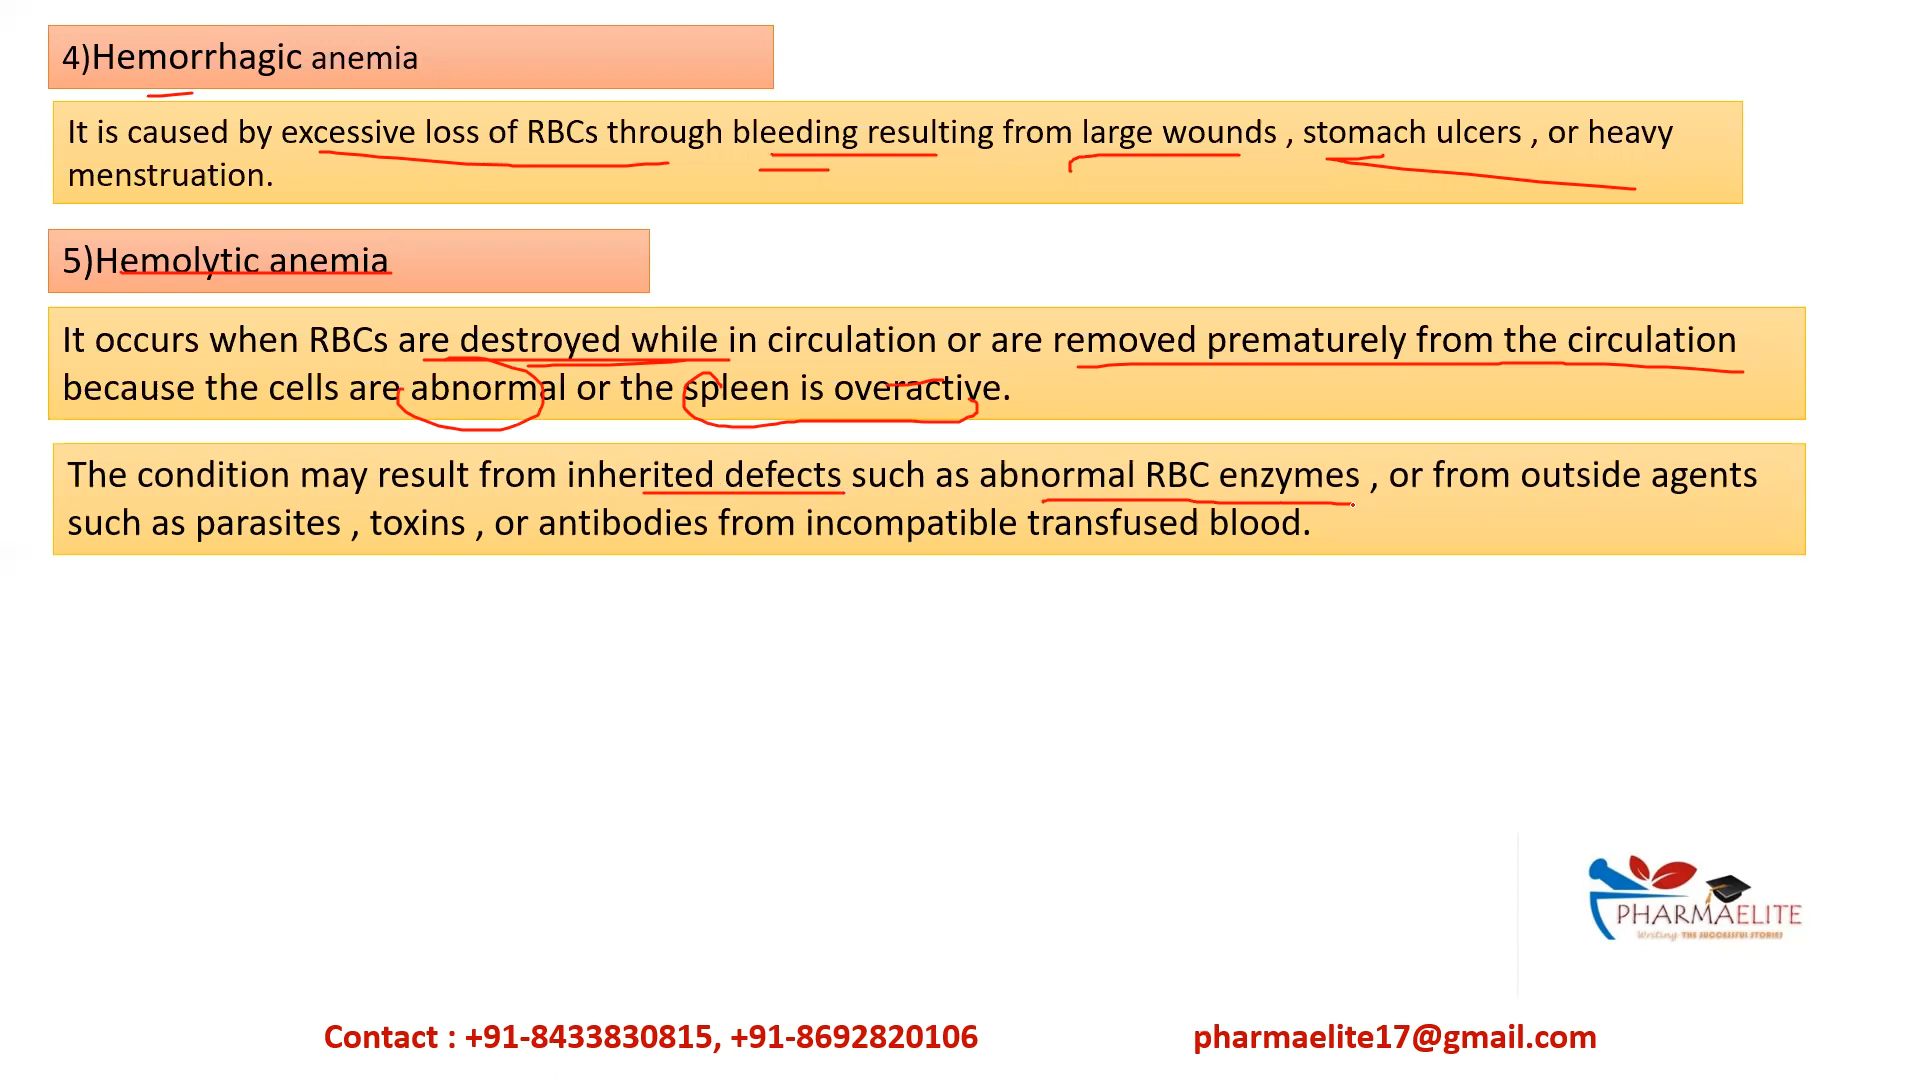 4)Hemorrhagic anemia
It is caused by excessive loss of RBCs through bleeding resulting from large wounds , stomach ulcers , or heavy
menstruation.
5)Hemolytic anemia
It occurs when RBCs are destroyed while in circulation or are removed prematurely from the circulation
because the cells are abnormal or the spleen is overactive.
The condition may result from inherited defects such as abnormal RBC enzymes , or from outside agents
such as parasites , toxins , or antibodies from incompatible transfused blood.
PHARMAELITE
Writing THE SUCCESSFUL STORIES
Contact : +91-8433830815, +91-8692820106 pharmaelite17@gmail.com